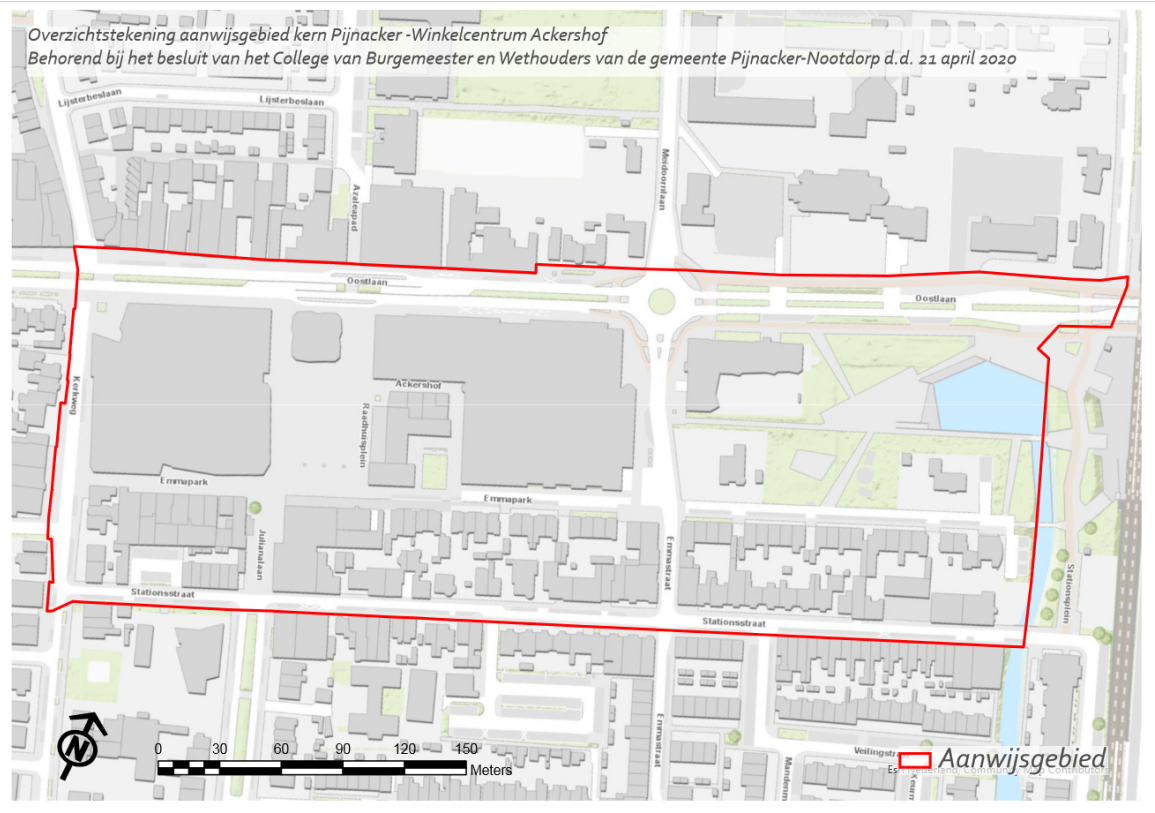 Overzichtstekening aanwijsgebied kern Pijnacker -Winkelcentrum Ackershof
Behorend bij het besluit van het College van Burgemeester en Wethouders van de gemeente Pijnacker-Nootdorp d.d. 21 april 2020
Lijsterbeslaan
Lijsterbeslaan
Meidoornlaan
Azaleapad
Oostlaan
Oostlaan
Kerkweg
Ackershof
Raadhuisplein
Emmapark
Emmapark
Julianalaan
Emmastraat
Stationsplein
Stationsstraat
Stationsstraat
Emmastraat
Veilingstra
N
0 30 60 90 120 150
Meters
Aanwijsgebied